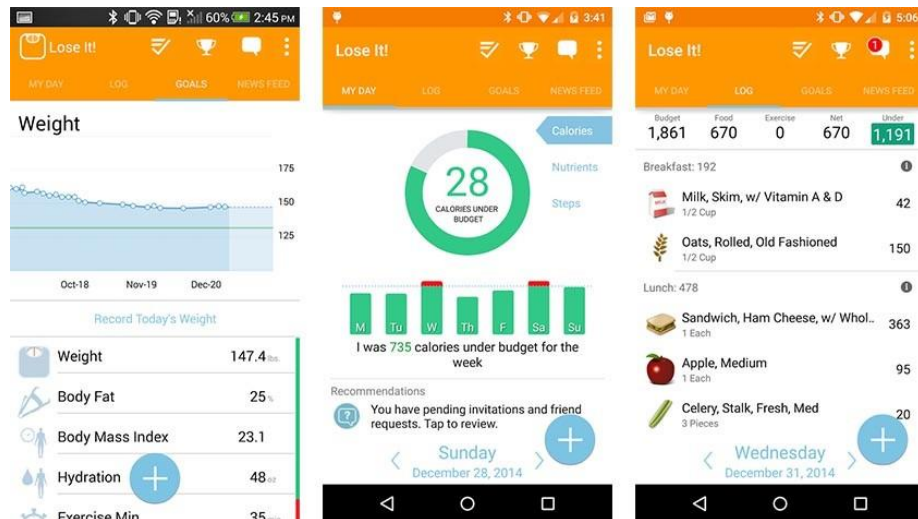 60% 2:45 PM
Lose It!
MY DAY LOG GOALS NEWS FEED
Weight
175
150
125
Oct-18 Nov-19 Dec-20
Record Today's Weight
Weight 147.4 lbs.
Body Fat 25 %
Body Mass Index 23.1
Hydration 48 oz
Exercise Min 35
3:41
Lose It!
MY DAY LOG GOALS NEWS FEED
Calories
Nutrients
Steps
28
CALORIES UNDER
BUDGET
M Tu W Th F Sa Su
I was 735 calories under budget for the
week
Recommendations
You have pending invitations and friend
requests. Tap to review.
Sunday
December 28, 2014
5:06
Lose It!
1
MY DAY LOG GOALS NEWS FEED
Budget Food Exercise Net Under
1,861 670 0 670 1,191
Breakfast: 192
Milk, Skim, w/ Vitamin A & D 42
1/2 Cup
Oats, Rolled, Old Fashioned 150
1/2 Cup
Lunch: 478
Sandwich, Ham Cheese, w/ Whol.. 363
1 Each
Apple, Medium 95
1 Each
Celery, Stalk, Fresh, Med 20
3 Pieces
Wednesday
December 31, 2014